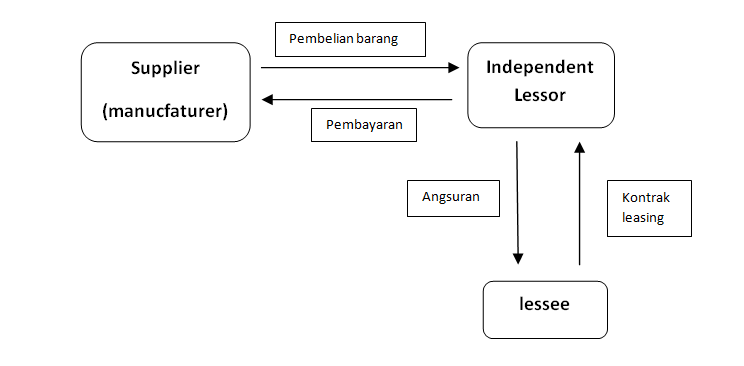 Pembelian barang
Supplier
(manucfaturer)
Independent
Lessor
Pembayaran
Angsuran
Kontrak
leasing
lessee